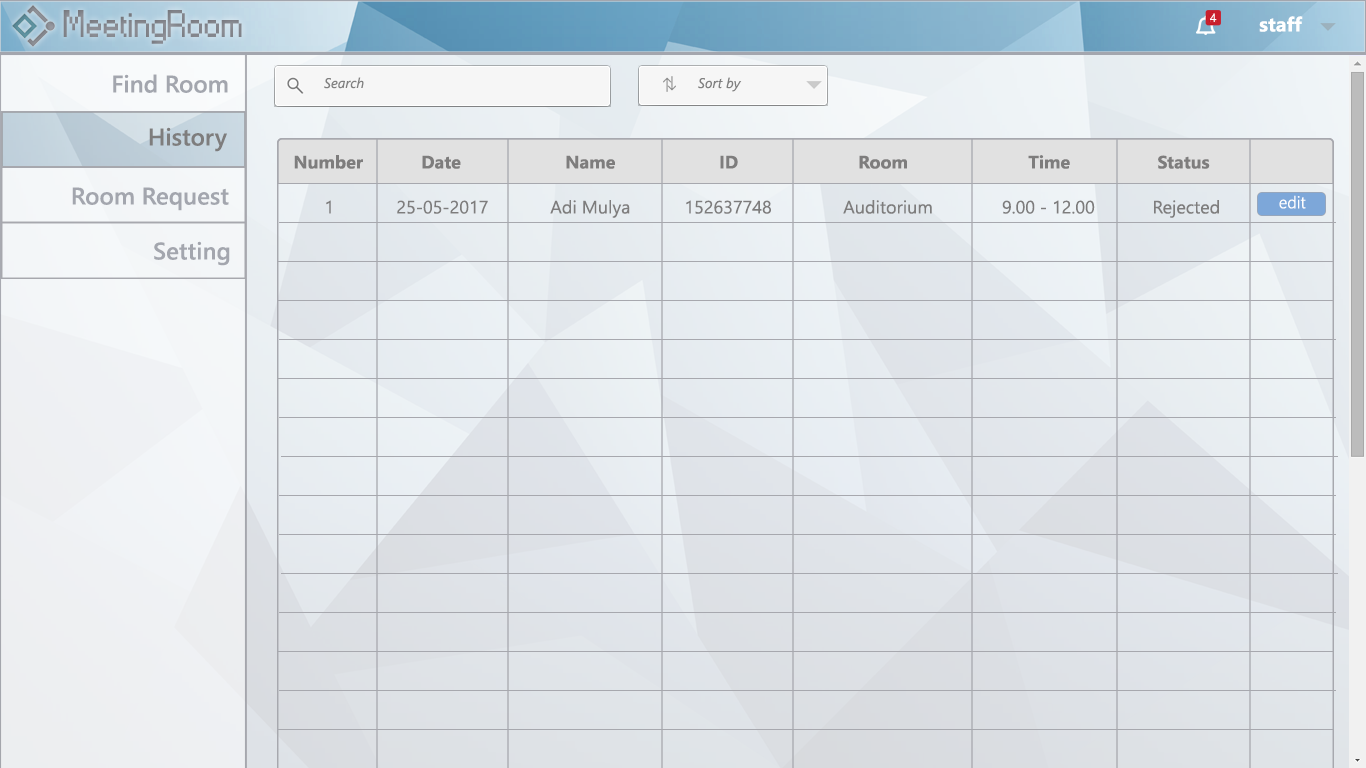 MeetingRoom
4
staff
Find Room
History
Room Request
Setting
Search
Sort by
Number Date Name ID Room Time Status
1 25-05-2017 Adi Mulya 152637748 Auditorium 9.00 - 12.00 Rejected edit